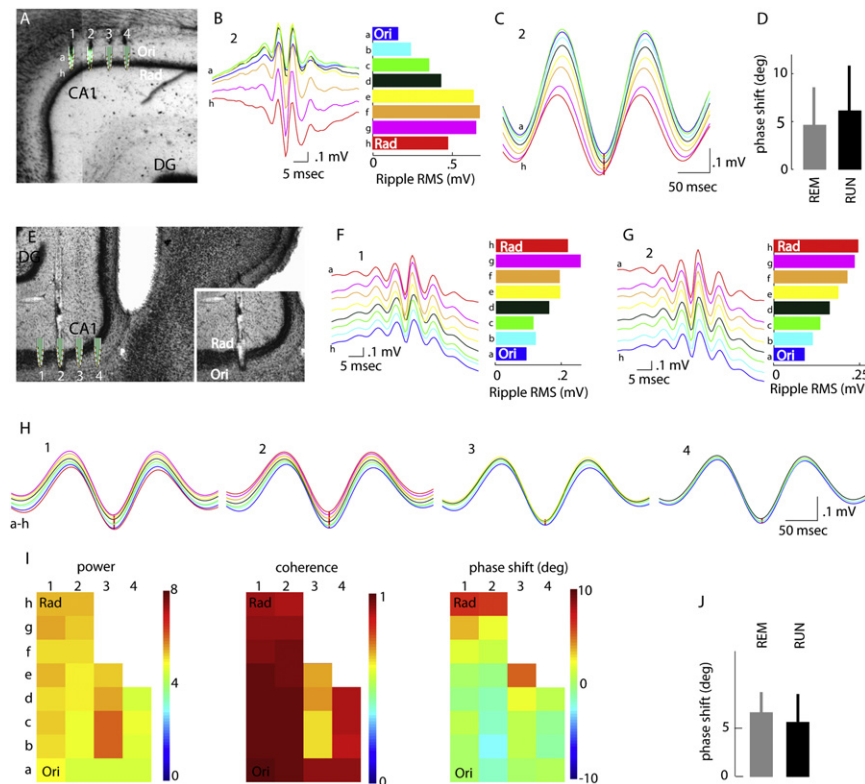 A
1 2 3 4
a
Ori
h
Rad
CA1
DG
B
2
a
h
.1 mV
5 msec
a Ori
b
c
d
e
f
g
h Rad
0 .5
Ripple RMS (mV)
C
2
a
h
.1 mV
50 msec
D
phase shift (deg)
10
5
0
REM
RUN
E
DG
CA1
1 2 3 4
Rad
Ori
F
1
a
h
.1 mV
5 msec
h Rad
g
f
e
d
c
b
a Ori
0 .2
Ripple RMS (mV)
G
2
a
h
.1 mV
5 msec
h Rad
g
f
e
d
c
b
a Ori
0 .25
Ripple RMS (mV)
H
1
2
3
4
a-h
.1 mV
50 msec
I
power
1 2 3 4
h Rad
g
f
e
d
c
b
a Ori
8
4
0
coherence
1 2 3 4
Rad
Ori
1
0
phase shift (deg)
1 2 3 4
Rad
Ori
10
0
-10
J
REM
RUN
phase shift (deg)
5